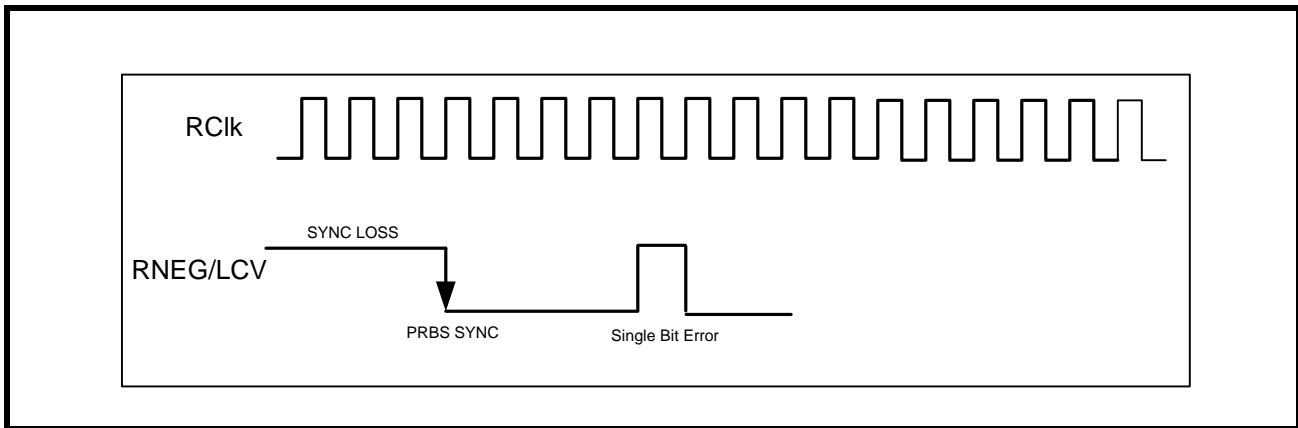 RClk
SYNC LOSS
RNEG/LCV
PRBS SYNC
Single Bit Error